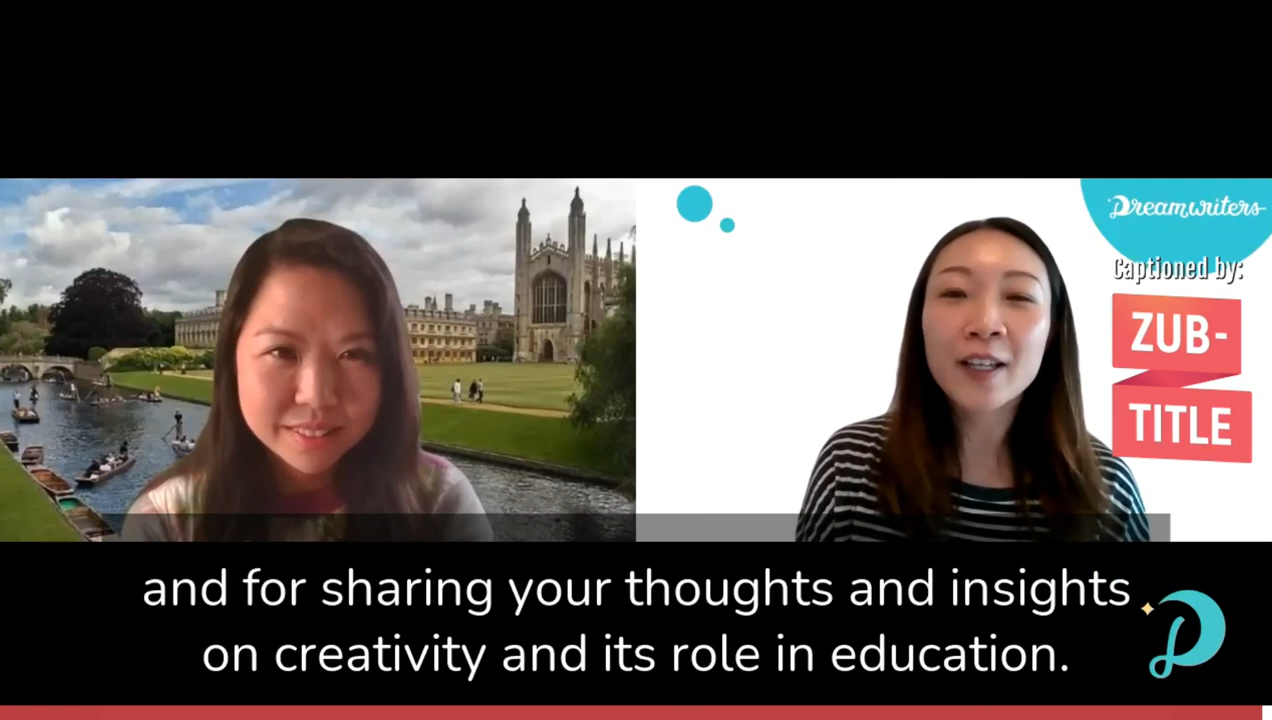 Dreamwriters
Captioned by:
ZUB-
TITLE
and for sharing your thoughts and insights
on creativity and its role in education.